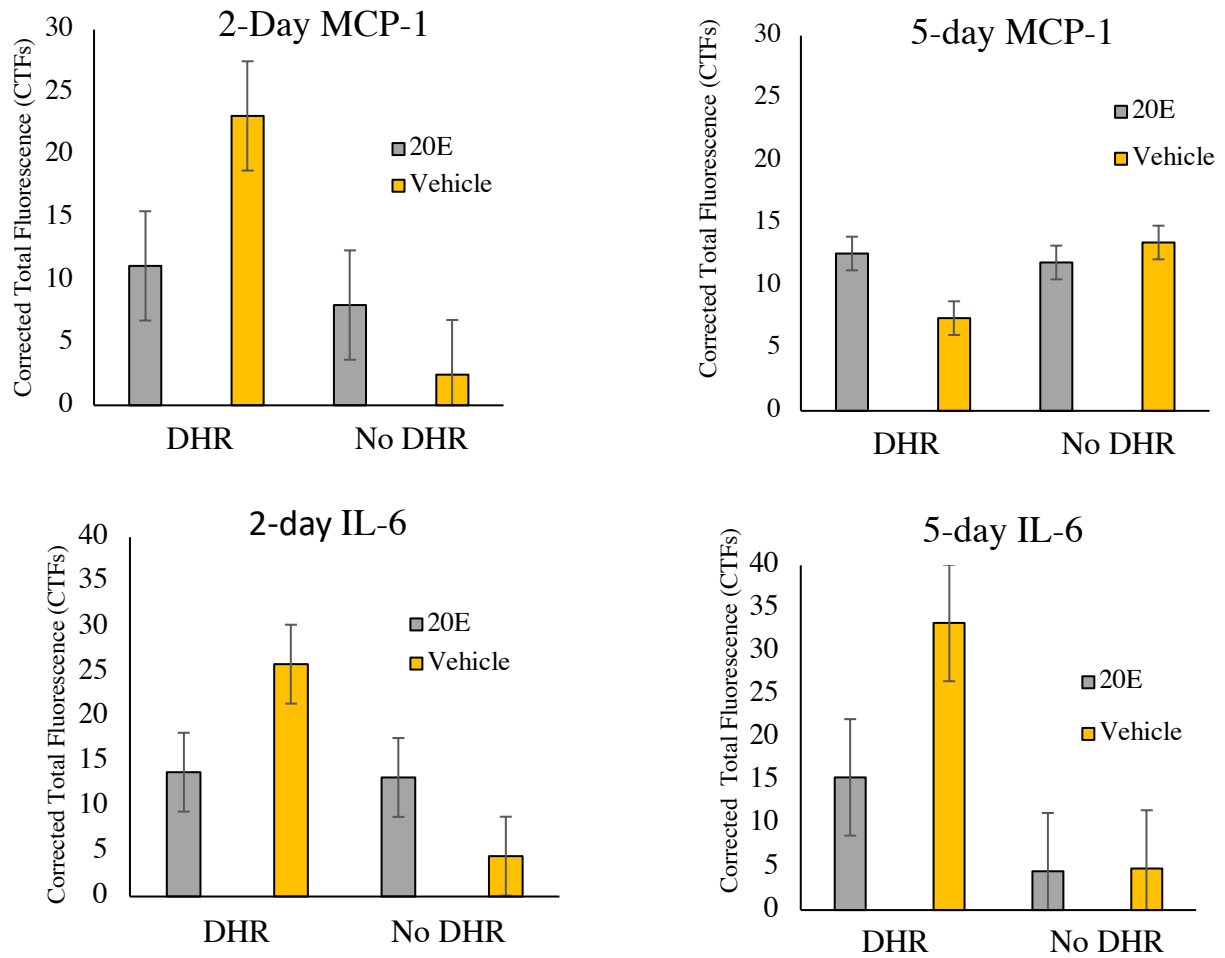 2-Day MCP-1
Corrected Total Fluorescence (CTFs)
30
25
20
15
10
5
0
20E
Vehicle
DHR
No DHR
5-day MCP-1
Corrected Total Fluorescence (CTFs)
30
25
20
15
10
5
0
20E
Vehicle
DHR
No DHR
2-day IL-6
Corrected Total Fluorescence (CTFs)
40
35
30
25
20
15
10
5
0
20E
Vehicle
DHR
No DHR
5-day IL-6
Corrected Total Fluorescence (CTFs)
40
35
30
25
20
15
10
5
0
20E
Vehicle
DHR
No DHR